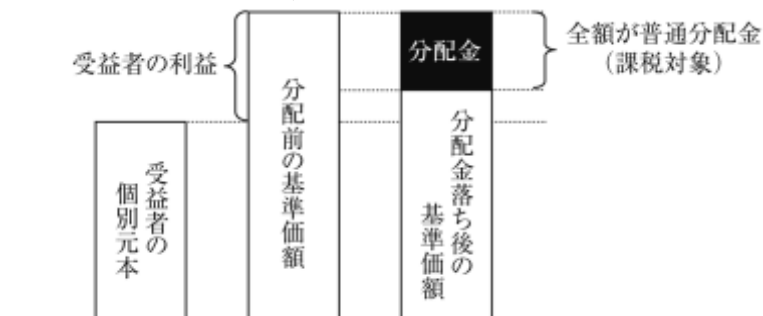 受益者の利益
分配前の基準価額
分配金
全額が普通分配金
（課税対象）
受益者の
個別元本
分配金落ち後の
基準価額